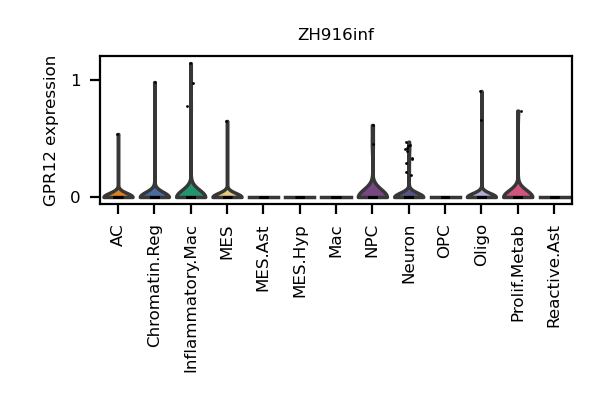 ZH916inf
GPR12 expression
1
0
AC
Chromatin.Reg
Inflammatory.Mac
MES
MES.Ast
MES.Hyp
Mac
NPC
Neuron
OPC
Oligo
Prolif.Metab
Reactive.Ast